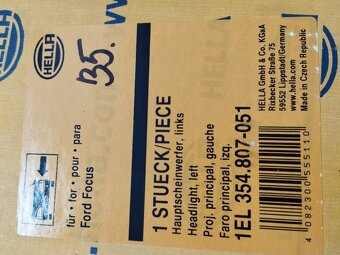 HELLA
HELLA
B5.
für • for • pour • para
Ford Focus
1 STUECK/PIECE
Hauptscheinwerfer, links
Headlight, left
Proj. principal, gauche
Faro principal, izq.
1EL 354.807-051
HELLA GmbH & Co. KGaA
Rixbecker Straße 75
59552 Lippstadt/Germany
www.hella.com
Made in Czech Republic
4 082300 555110